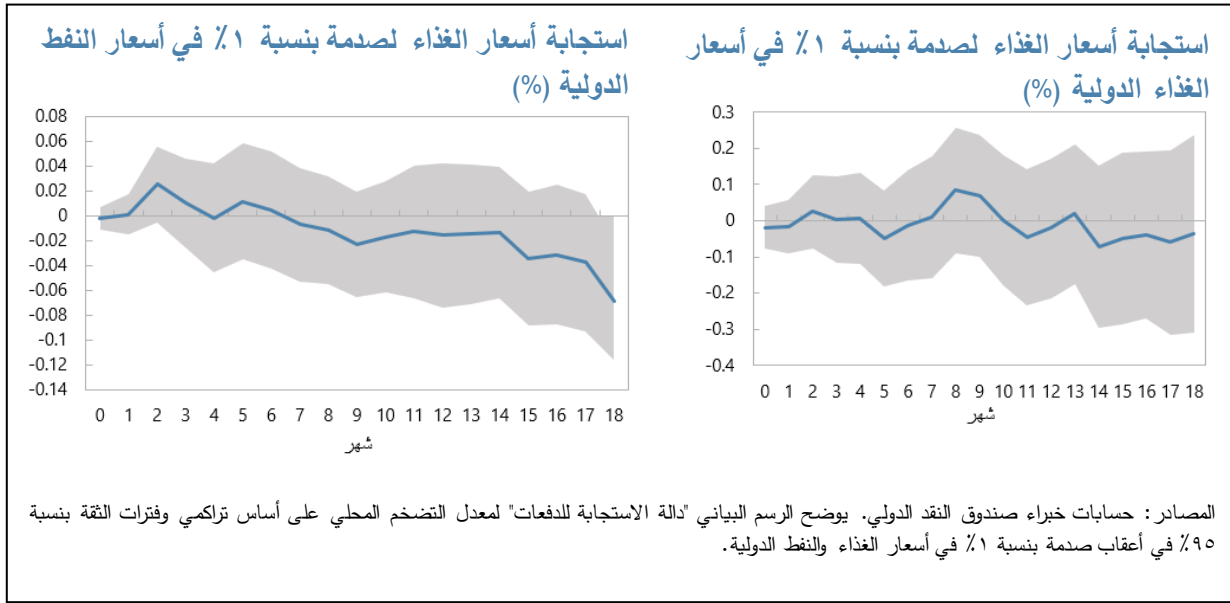 استجابة أسعار الغذاء لصدمة بنسبة ١٪ في أسعار
الغذاء الدولية (%)
0.3
0.2
0.1
0
-0.1
-0.2
-0.3
-0.4
0 1 2 3 4 5 6 7 8 9 10 11 12 13 14 15 16 17 18
شهر
استجابة أسعار الغذاء لصدمة بنسبة ١٪ في أسعار النفط
الدولية (%)
0.08
0.06
0.04
0.02
0
-0.02
-0.04
-0.06
-0.08
-0.1
-0.12
-0.14
0 1 2 3 4 5 6 7 8 9 10 11 12 13 14 15 16 17 18
شهر
المصادر: حسابات خبراء صندوق النقد الدولي. يوضح الرسم البياني "دالة الاستجابة للدفعات" لمعدل التضخم المحلي على أساس تراكمي وفترات الثقة بنسبة
٩٥٪ في أعقاب صدمة بنسبة ١٪ في أسعار الغذاء والنفط الدولية.